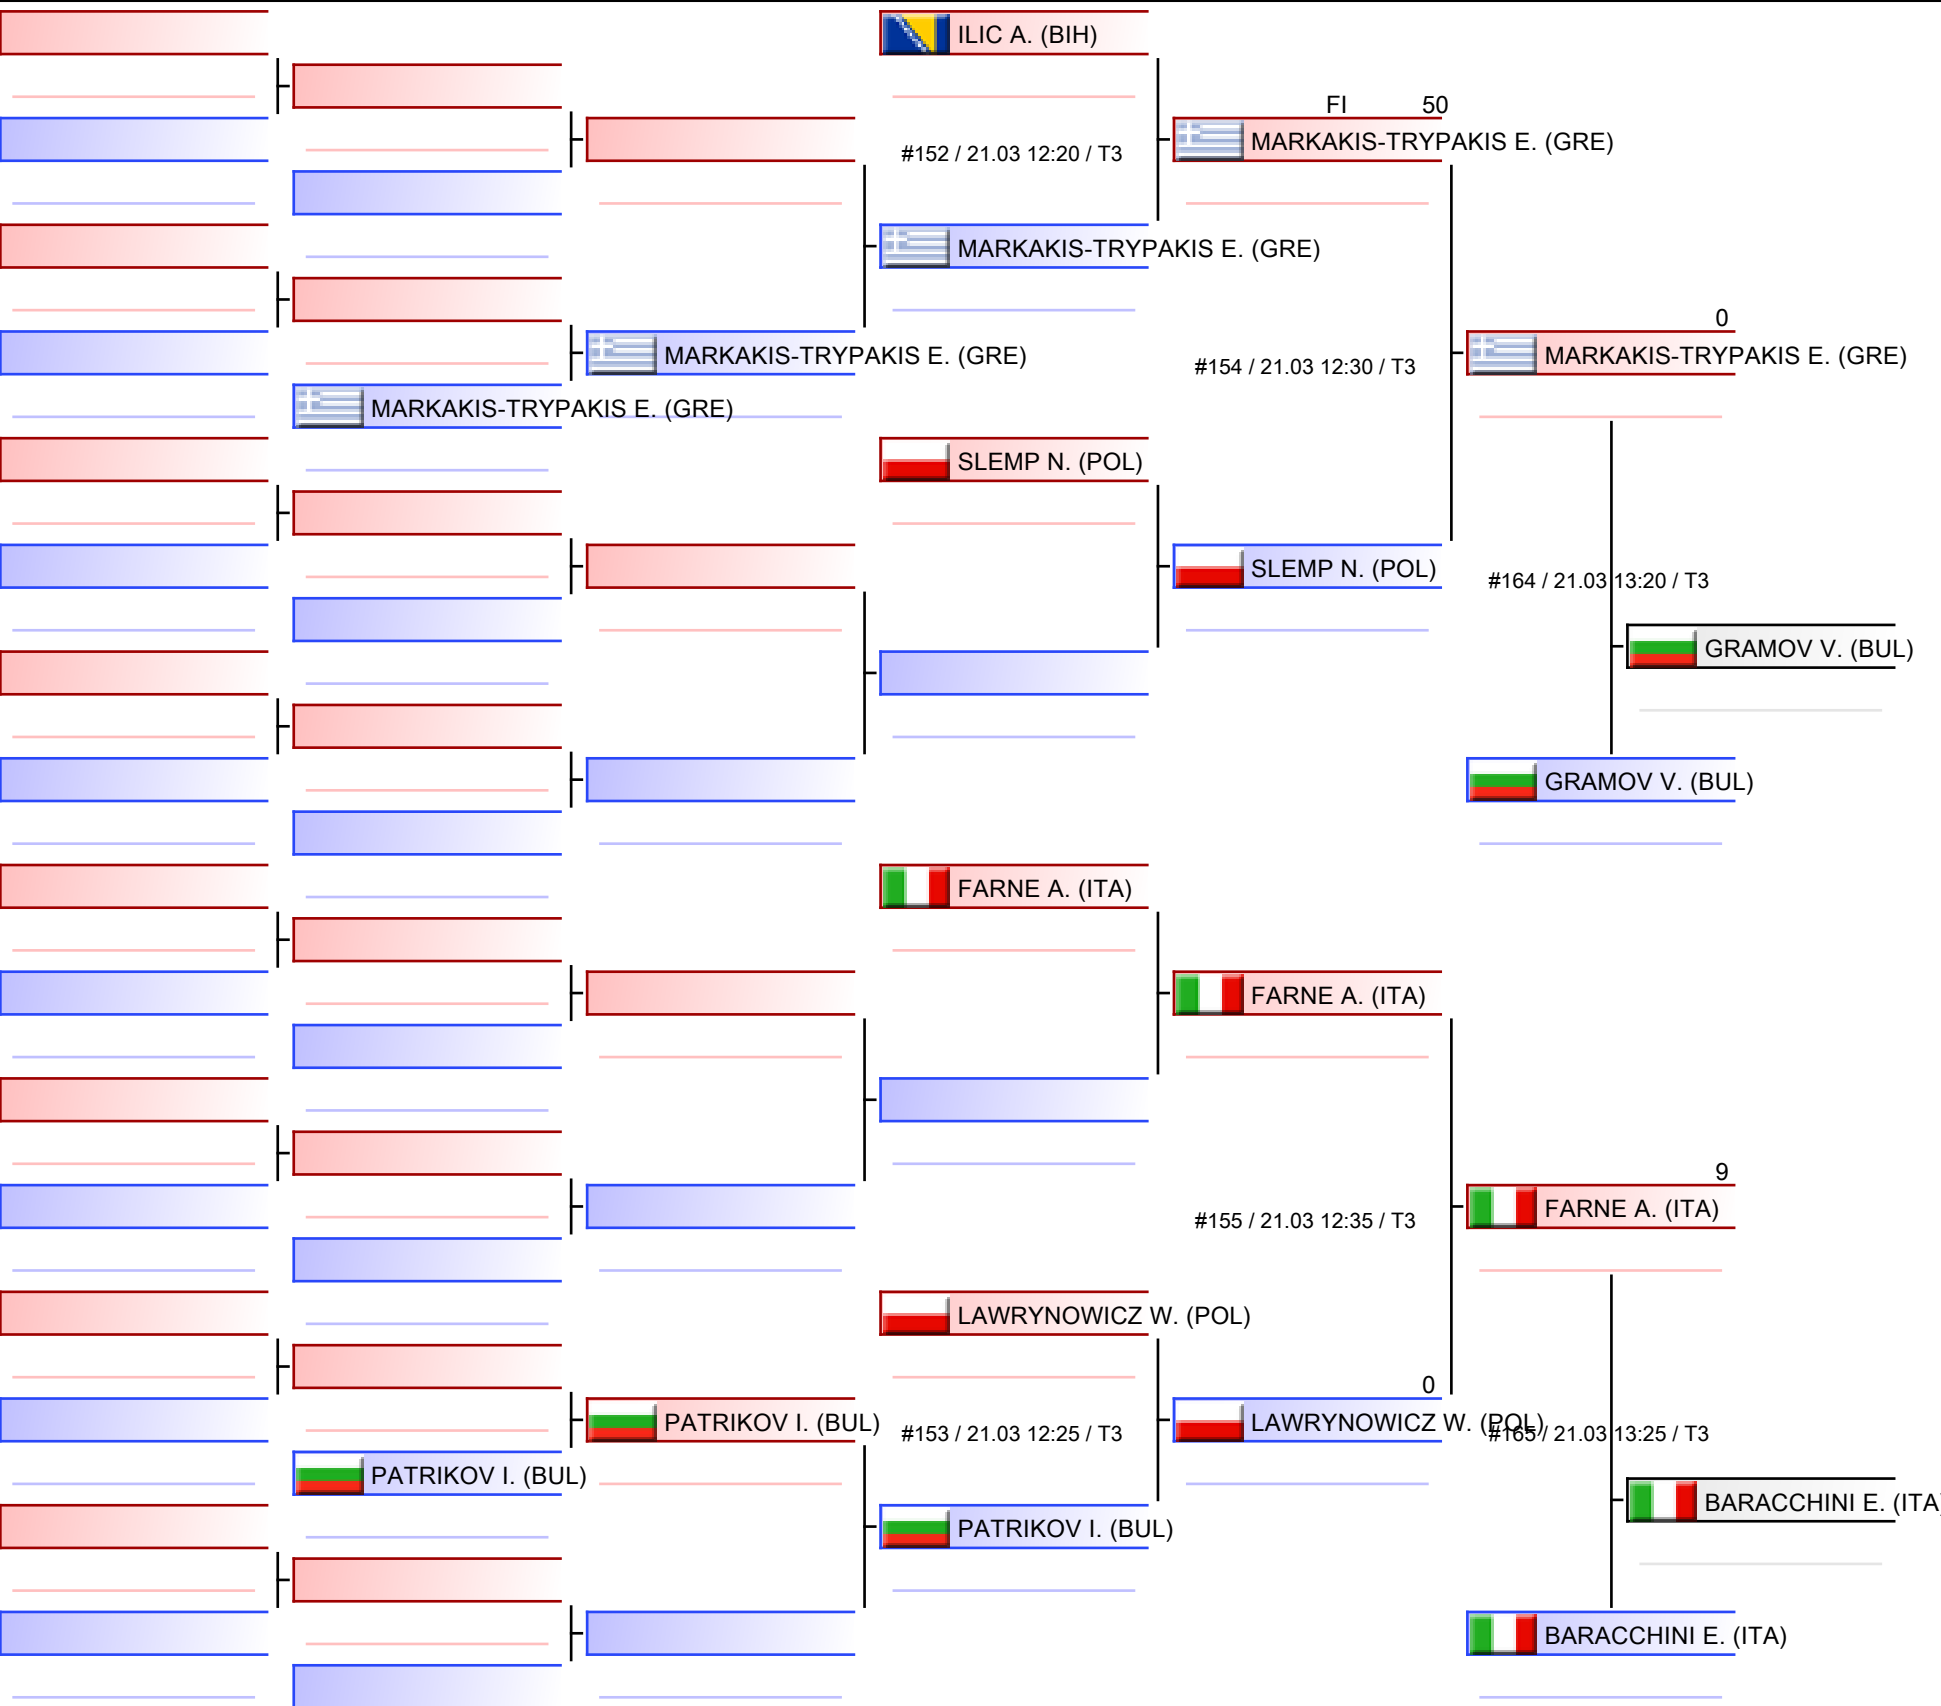 ILIC A. (BIH)
FI 50
MARKAKIS-TRYPAKIS E. (GRE)
#152 / 21.03 12:20 / T3
MARKAKIS-TRYPAKIS E. (GRE)
0
MARKAKIS-TRYPAKIS E. (GRE)
MARKAKIS-TRYPAKIS E. (GRE)
#154 / 21.03 12:30 / T3
MARKAKIS-TRYPAKIS E. (GRE)
SLEMP N. (POL)
SLEMP N. (POL)
#164 / 21.03 13:20 / T3
GRAMOV V. (BUL)
GRAMOV V. (BUL)
FARNE A. (ITA)
FARNE A. (ITA)
9
FARNE A. (ITA)
#155 / 21.03 12:35 / T3
LAWRYNOWICZ W. (POL)
0
PATRIKOV I. (BUL)
#153 / 21.03 12:25 / T3
LAWRYNOWICZ W. (POL)
#165 / 21.03 13:25 / T3
PATRIKOV I. (BUL)
BARACCHINI E. (ITA)
PATRIKOV I. (BUL)
BARACCHINI E. (ITA)